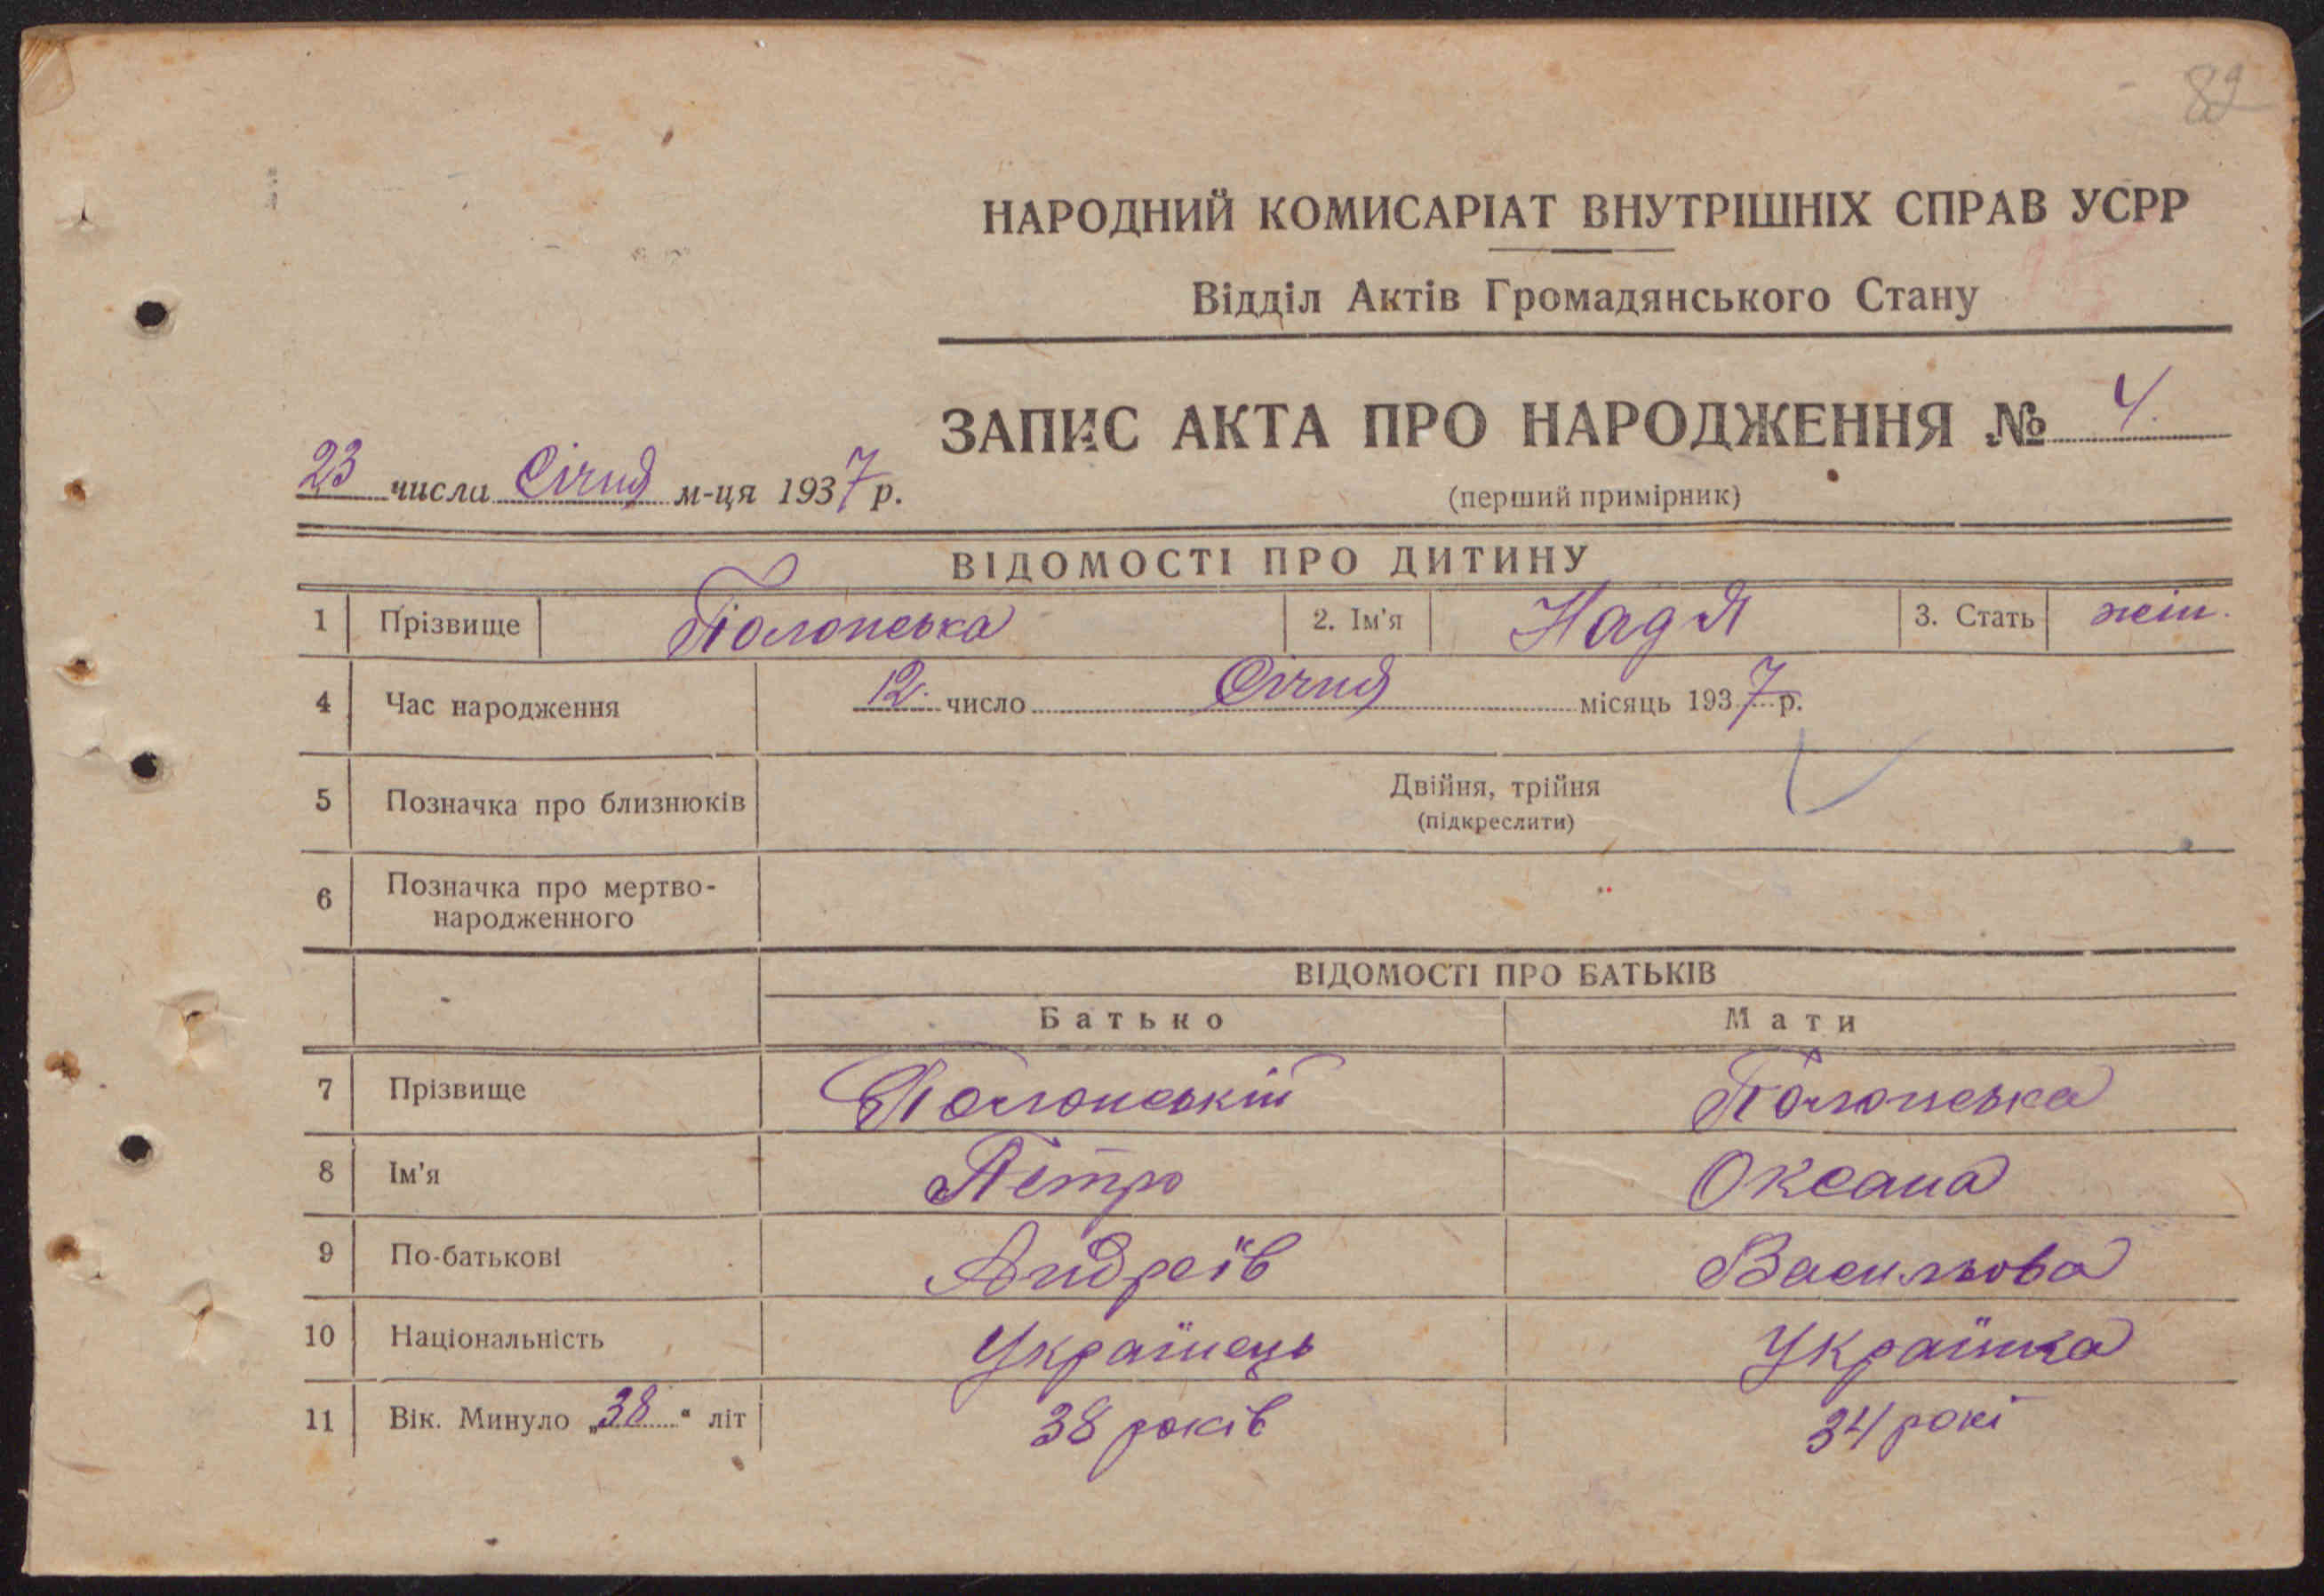 82
НАРОДНИЙ КОМИСАРІАТ ВНУТРІШНІХ СПРАВ УСРР
Відділ Актів Громадянського Стану
ЗАПИС АКТА ПРО НАРОДЖЕННЯ № 4.
23 числа Січня м-ця 1937 р.
(перший примірник)
ВІДОМОСТІ ПРО ДИТИНУ
1 Прізвище Полонська 2. Ім'я Надя 3. Стать жін.
4 Час народження 12. число Січня місяць 1937 р.
5 Позначка про близнюків Двійня, трійня
(підкреслити)
6 Позначка про мертво-
народженного
ВІДОМОСТІ ПРО БАТЬКІВ
Батько Мати
7 Прізвище Полонській Полонська
8 Ім'я Петро Оксана
9 По-батькові Андреїв Васильова
10 Національність Українець Українка
11 Вік. Минуло „38“ літ 38 років 34 рокі